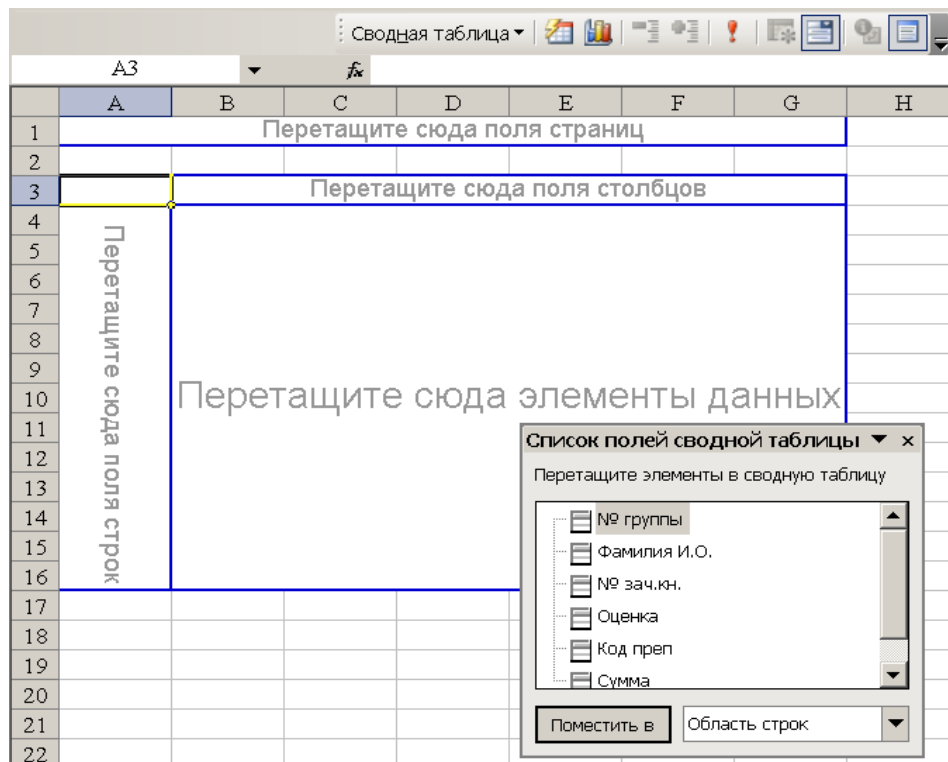 Сводная таблица
A3
fx
A B C D E F G H
1 Перетащите сюда поля страниц
2
3 Перетащите сюда поля столбцов
4
5
6
7
8
9
10
11
12
13
14
15
16
17
18
19
20
21
22
Перетащите сюда поля строк
Перетащите сюда элементы данных
Список полей сводной таблицы
Перетащите элементы в сводную таблицу
№ группы
Фамилия И.О.
№ зач.кн.
Оценка
Код преп
Сумма
Поместить в Область строк